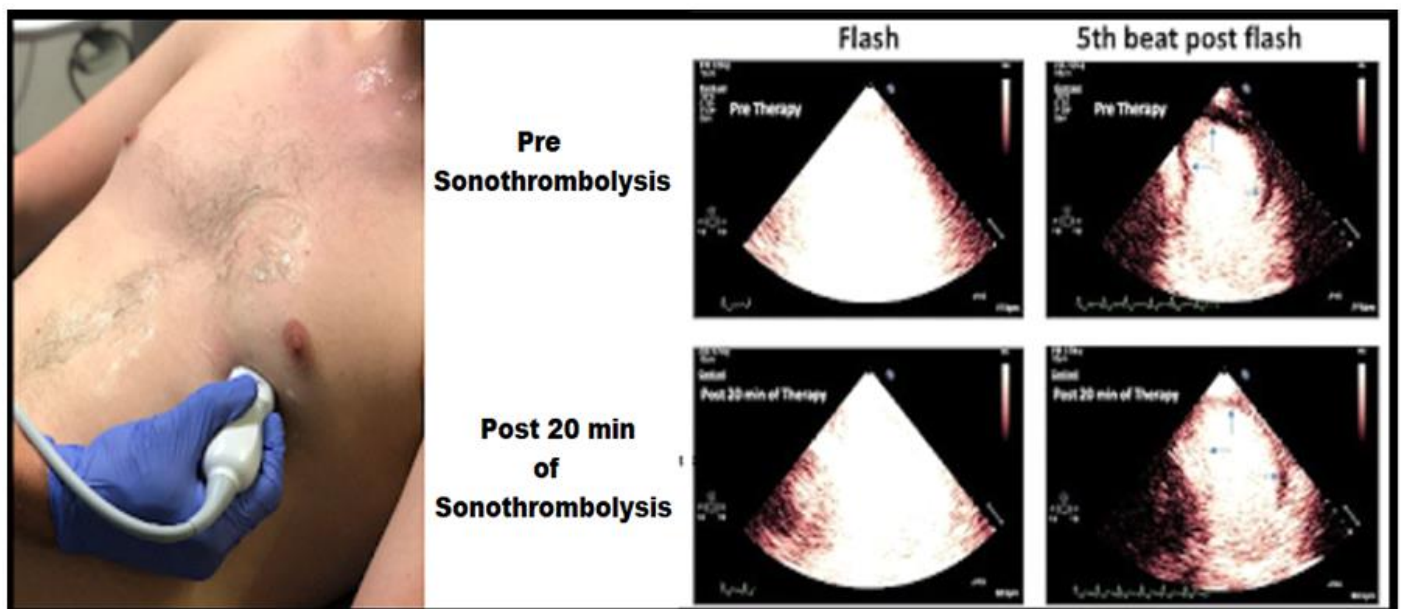 Flash
5th beat post flash
Pre
Sonothrombolysis
Pre Therapy
Pre Therapy
Post 20 min
of
Sonothrombolysis
Post 20 min of Therapy
Post 20 min of Therapy